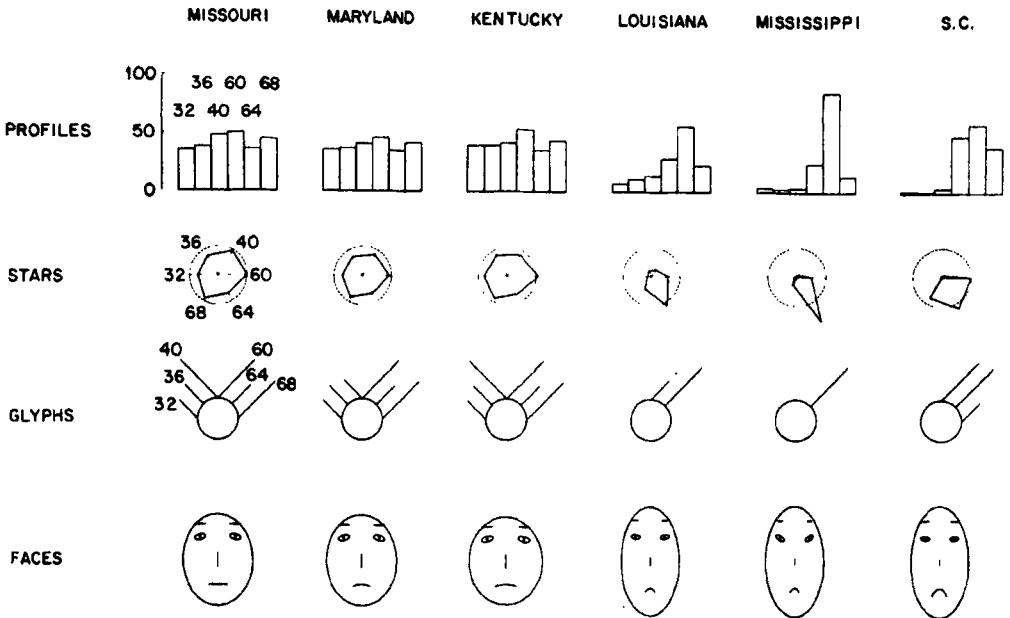 MISSOURI MARYLAND KENTUCKY LOUISIANA MISSISSIPPI S.C.
100
36 60 68
32 40 64
PROFILES 50
0
36 40
STARS 32 60
68 64
40 60
36 64 68
32
GLYPHS
FACES